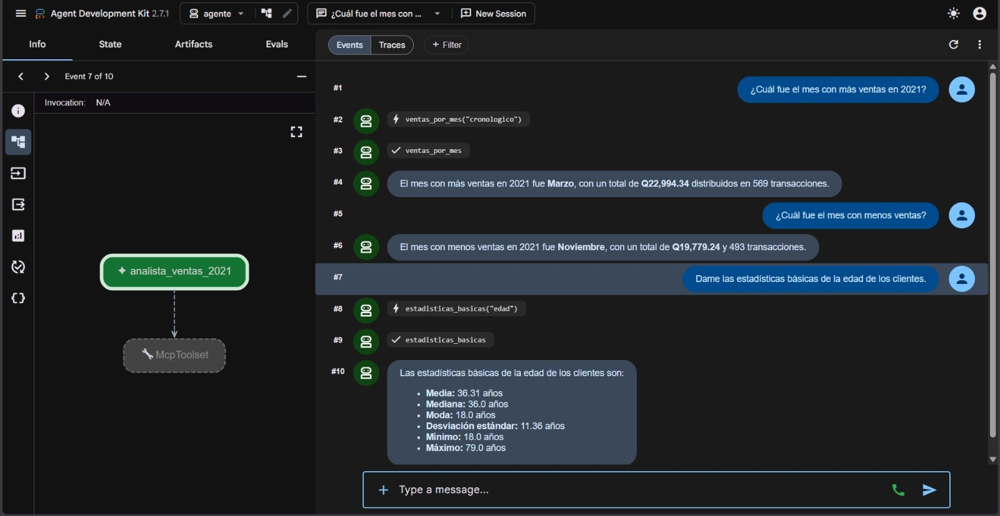 Agent Development Kit 2.7.1
agente
¿Cuál fue el mes con ...
New Session
Info
State
Artifacts
Evals
Events
Traces
+ Filter
Event 7 of 10
Invocation: N/A
analista_ventas_2021
McpToolset
#1
¿Cuál fue el mes con más ventas en 2021?
#2
ventas_por_mes("cronologico")
#3
ventas_por_mes
#4
El mes con más ventas en 2021 fue Marzo, con un total de Q22,994.34 distribuidos en 569 transacciones.
#5
¿Cuál fue el mes con menos ventas?
#6
El mes con menos ventas en 2021 fue Noviembre, con un total de Q19,779.24 y 493 transacciones.
#7
Dame las estadísticas básicas de la edad de los clientes.
#8
estadisticas_basicas("edad")
#9
estadisticas_basicas
#10
Las estadísticas básicas de la edad de los clientes son:
• Media: 36.31 años
• Mediana: 36.0 años
• Moda: 18.0 años
• Desviación estándar: 11.36 años
• Mínimo: 18.0 años
• Máximo: 79.0 años
Type a message...